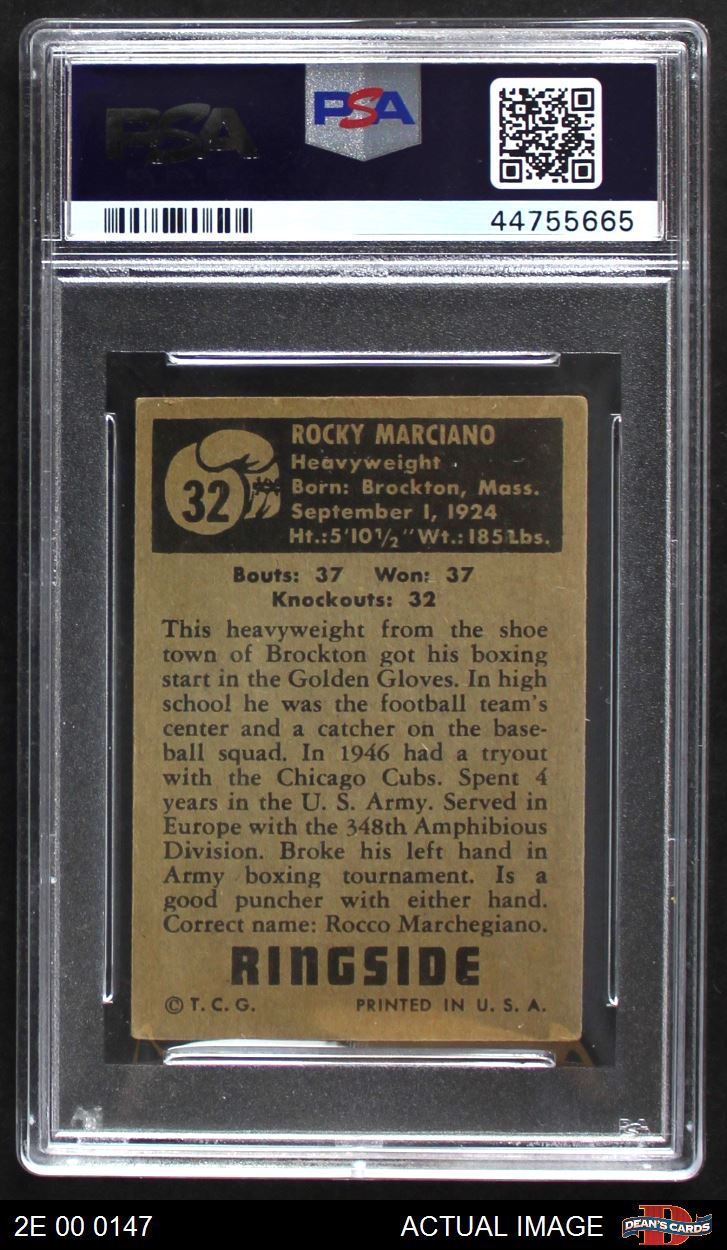 PSA
PSA
44755665
32
ROCKY MARCIANO
Heavyweight
Born: Brockton, Mass.
September 1, 1924
Ht.:5'10½" Wt.:185 Lbs.
Bouts: 37 Won: 37
Knockouts: 32
This heavyweight from the shoe
town of Brockton got his boxing
start in the Golden Gloves. In high
school he was the football team's
center and a catcher on the base-
ball squad. In 1946 had a tryout
with the Chicago Cubs. Spent 4
years in the U. S. Army. Served in
Europe with the 348th Amphibious
Division. Broke his left hand in
Army boxing tournament. Is a
good puncher with either hand.
Correct name: Rocco Marchegiano.
RINGSIDE
© T. C. G. PRINTED IN U. S. A.
PSA
2E 00 0147 ACTUAL IMAGE DEAN'S CARDS